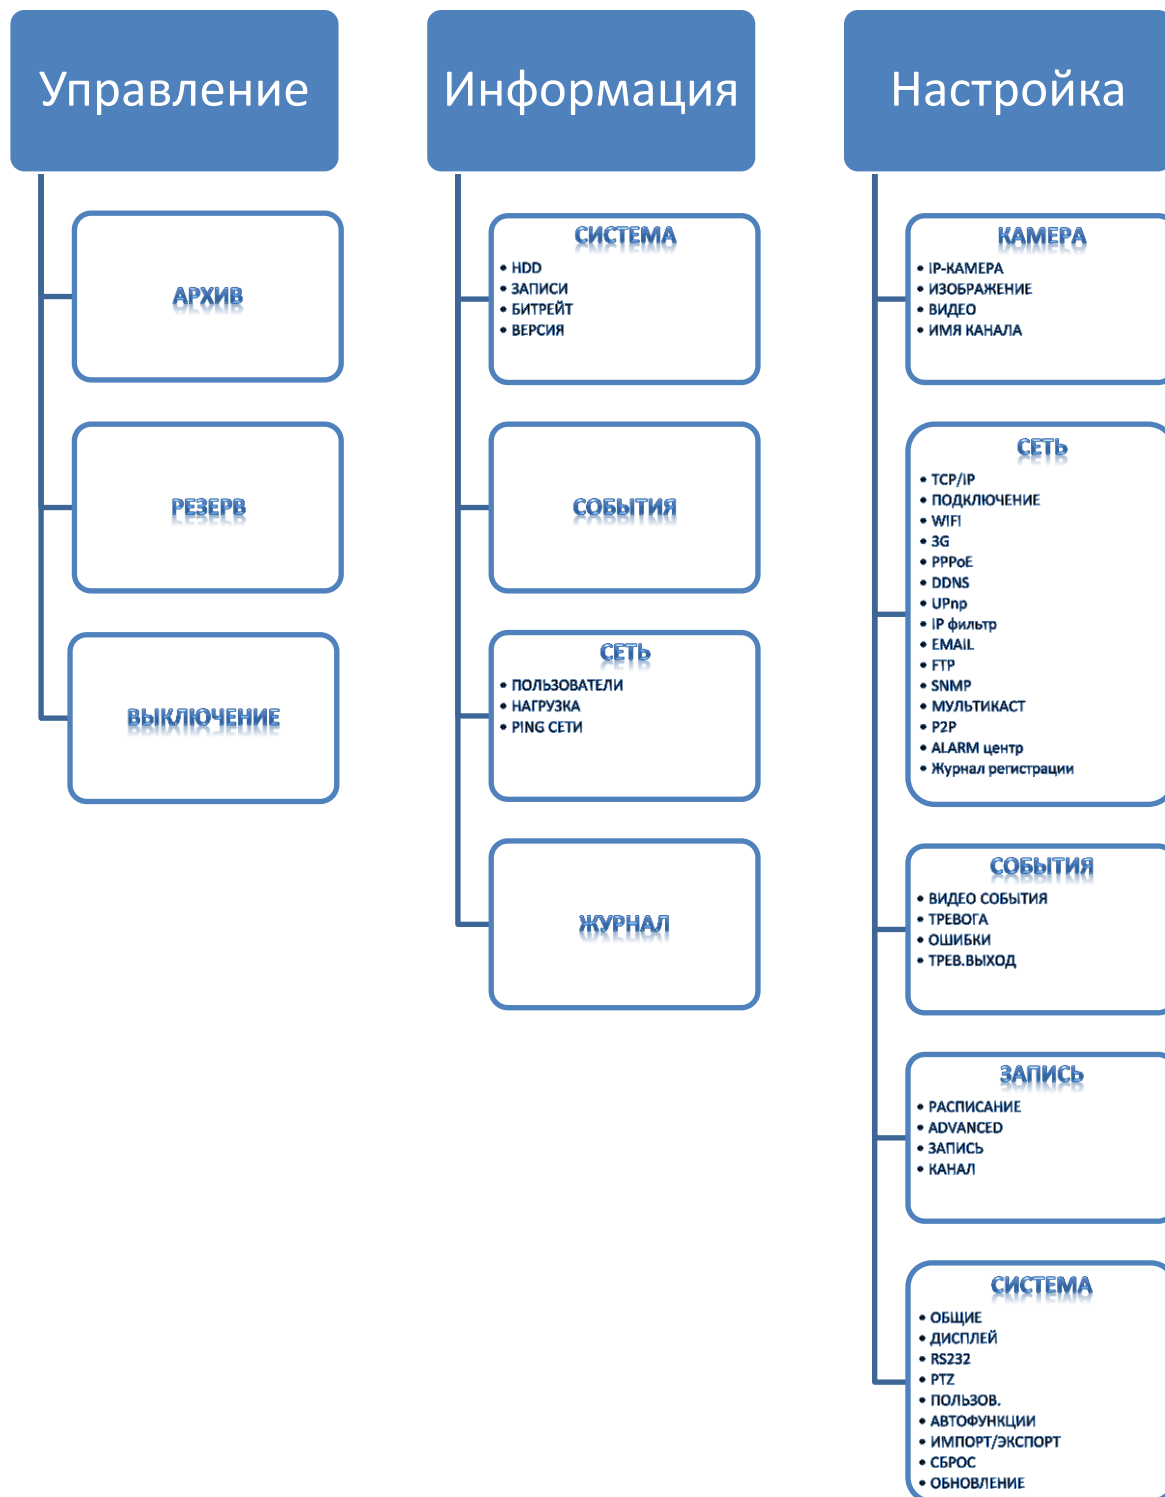 Управление
АРХИВ
РЕЗЕРВ
ВЫКЛЮЧЕНИЕ
Информация
СИСТЕМА
• HDD
• ЗАПИСИ
• БИТРЕЙТ
• ВЕРСИЯ
СОБЫТИЯ
СЕТЬ
• ПОЛЬЗОВАТЕЛИ
• НАГРУЗКА
• PING СЕТИ
ЖУРНАЛ
Настройка
КАМЕРА
• IP-КАМЕРА
• ИЗОБРАЖЕНИЕ
• ВИДЕО
• ИМЯ КАНАЛА
СЕТЬ
• TCP/IP
• ПОДКЛЮЧЕНИЕ
• WIFI
• 3G
• PPPoE
• DDNS
• UPnp
• IP фильтр
• EMAIL
• FTP
• SNMP
• МУЛЬТИКАСТ
• P2P
• ALARM центр
• Журнал регистрации
СОБЫТИЯ
• ВИДЕО СОБЫТИЯ
• ТРЕВОГА
• ОШИБКИ
• ТРЕВ.ВЫХОД
ЗАПИСЬ
• РАСПИСАНИЕ
• ADVANCED
• ЗАПИСЬ
• КАНАЛ
СИСТЕМА
• ОБЩИЕ
• ДИСПЛЕЙ
• RS232
• PTZ
• ПОЛЬЗОВ.
• АВТОФУНКЦИИ
• ИМПОРТ/ЭКСПОРТ
• СБРОС
• ОБНОВЛЕНИЕ